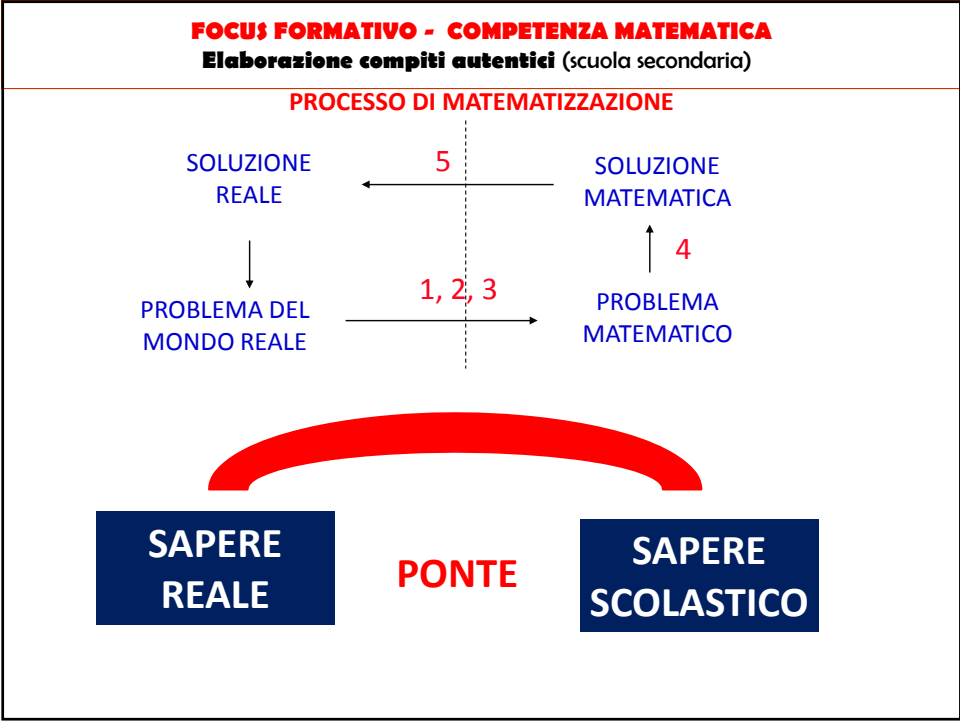 FOCUS FORMATIVO - COMPETENZA MATEMATICA
Elaborazione compiti autentici (scuola secondaria)
PROCESSO DI MATEMATIZZAZIONE
SOLUZIONE
REALE
5
SOLUZIONE
MATEMATICA
4
PROBLEMA DEL
MONDO REALE
1, 2, 3
PROBLEMA
MATEMATICO
SAPERE
REALE
PONTE
SAPERE
SCOLASTICO